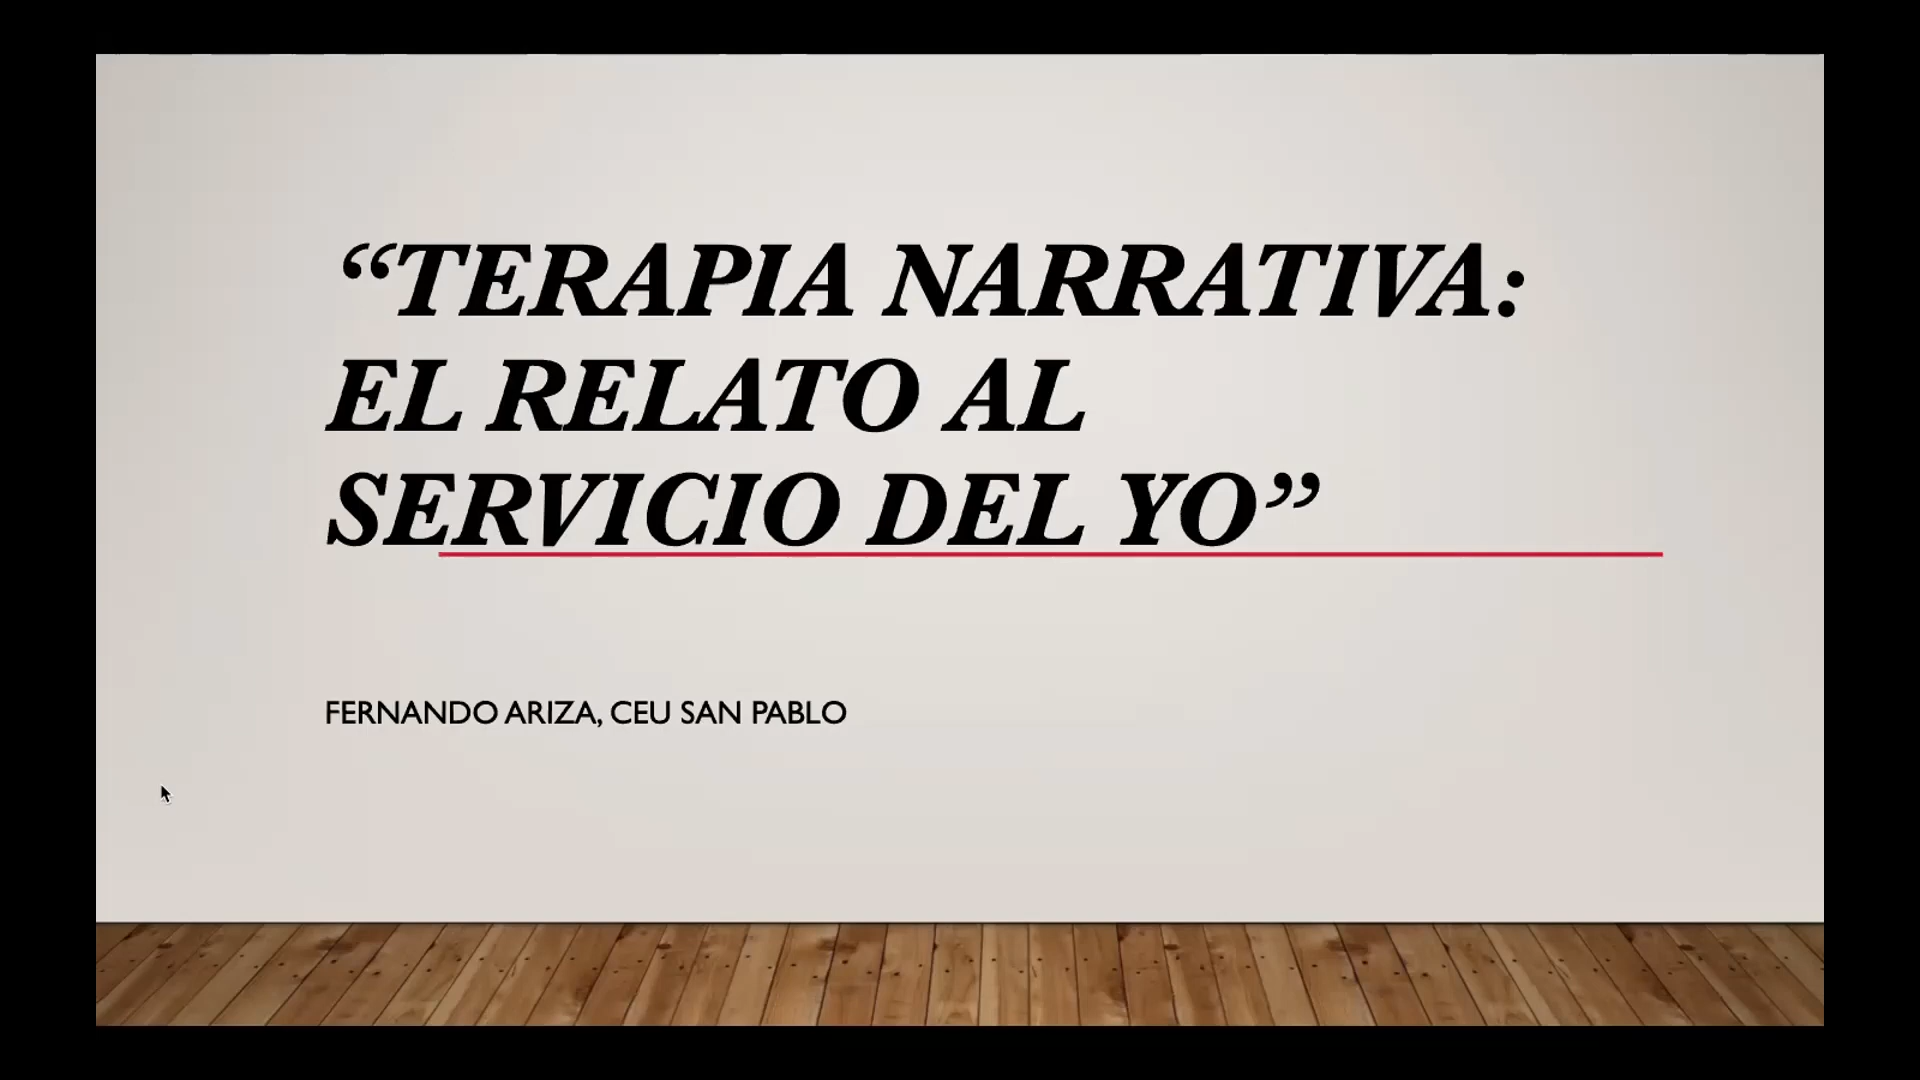 “TERAPIA NARRATIVA:
EL RELATO AL
SERVICIO DEL YO”
FERNANDO ARIZA, CEU SAN PABLO